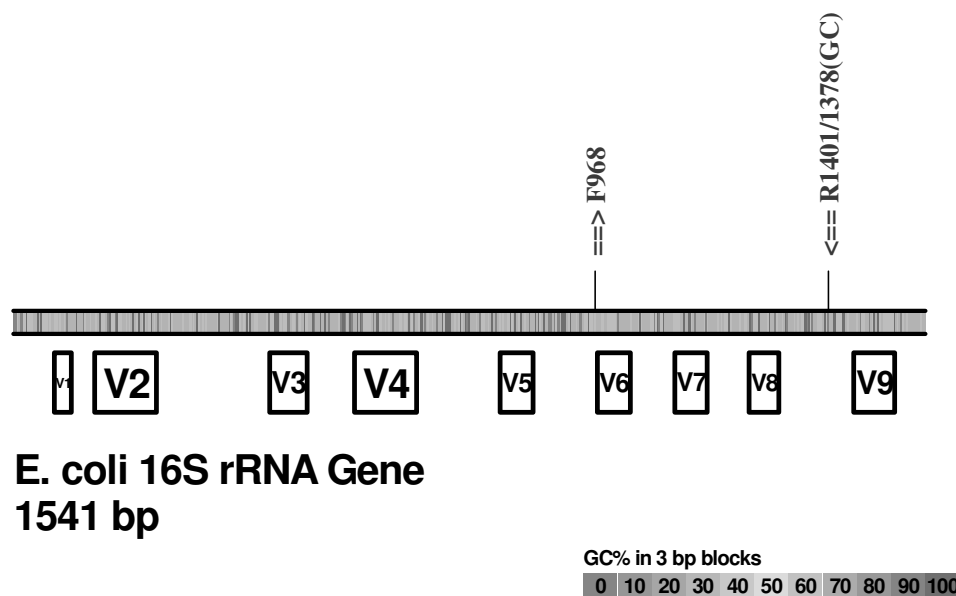 ==> F968
<== R1401/1378(GC)
V1 V2 V3 V4 V5 V6 V7 V8 V9
E. coli 16S rRNA Gene
1541 bp
GC% in 3 bp blocks
0 10 20 30 40 50 60 70 80 90 100